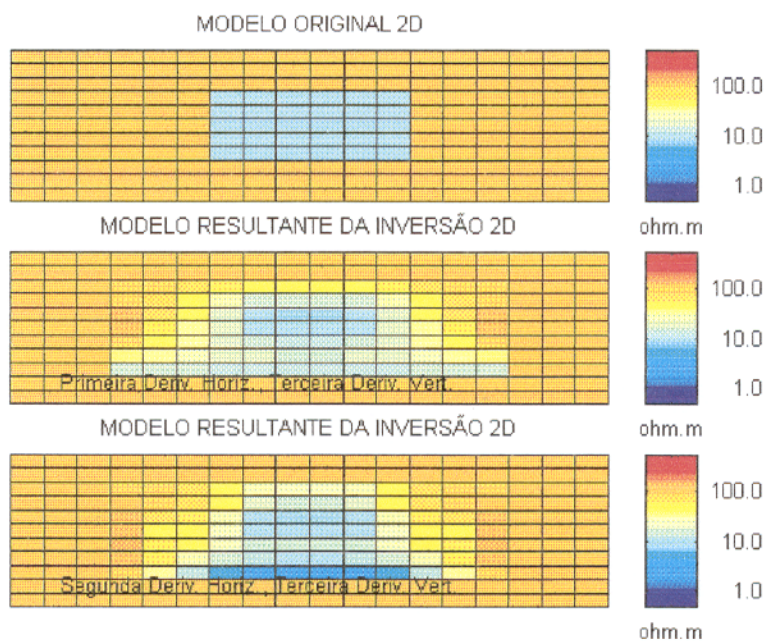 MODELO ORIGINAL 2D
100.0
10.0
1.0
ohm.m
MODELO RESULTANTE DA INVERSÃO 2D
100.0
10.0
1.0
Primeira Deriv. Horiz. , Terceira Deriv. Vert.
ohm.m
MODELO RESULTANTE DA INVERSÃO 2D
100.0
10.0
1.0
Segunda Deriv. Horiz. , Terceira Deriv. Vert.
ohm.m